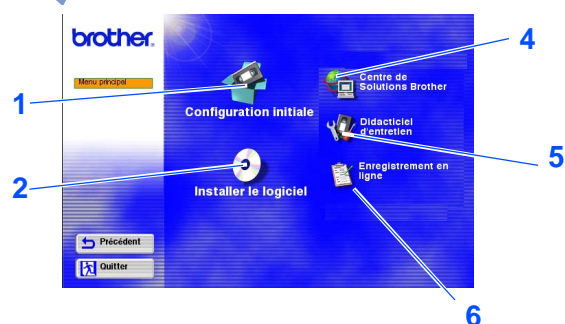 brother.
4
Menu principal
Centre de
Solutions Brother
1
Configuration initiale
Didacticiel
d'entretien
5
Enregistrement en
ligne
2
Installer le logiciel
Précédent
Quitter
6